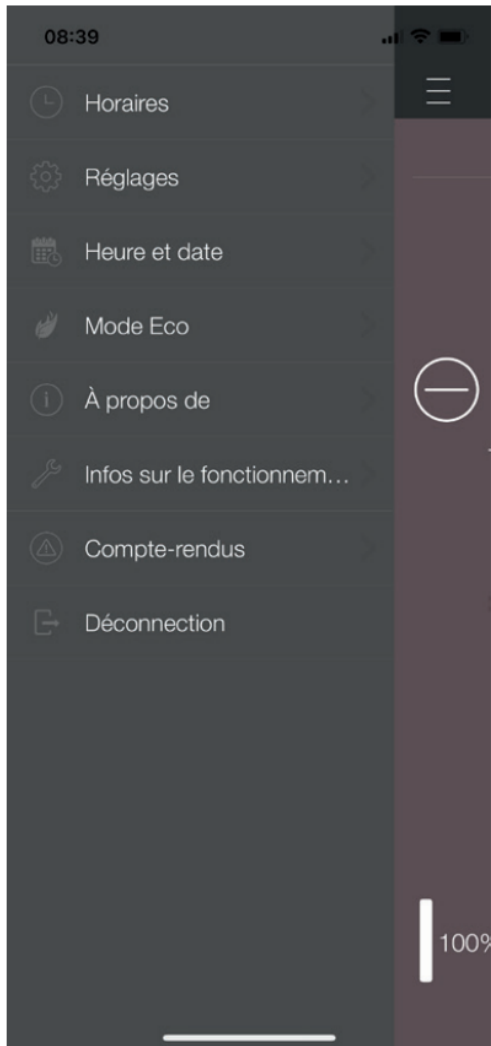 08:39
Horaires
Réglages
Heure et date
Mode Eco
À propos de
Infos sur le fonctionnem...
Compte-rendus
Déconnection
100%